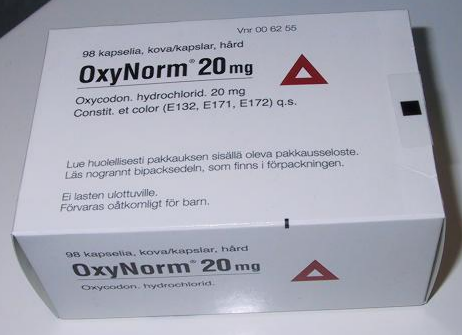 Vnr 00 62 55
98 kapselia, kova/kapslar, hård
OxyNorm® 20 mg
Oxycodon. hydrochlorid. 20 mg
Constit. et color (E132, E171, E172) q.s.
Lue huolellisesti pakkauksen sisällä oleva pakkausseloste.
Läs nogrannt bipacksedeln, som finns i förpackningen.
Ei lasten ulottuville.
Förvaras oåtkomligt för barn.
98 kapselia, kova/kapslar, hård
OxyNorm® 20 mg
Oxycodon. hydrochlorid.